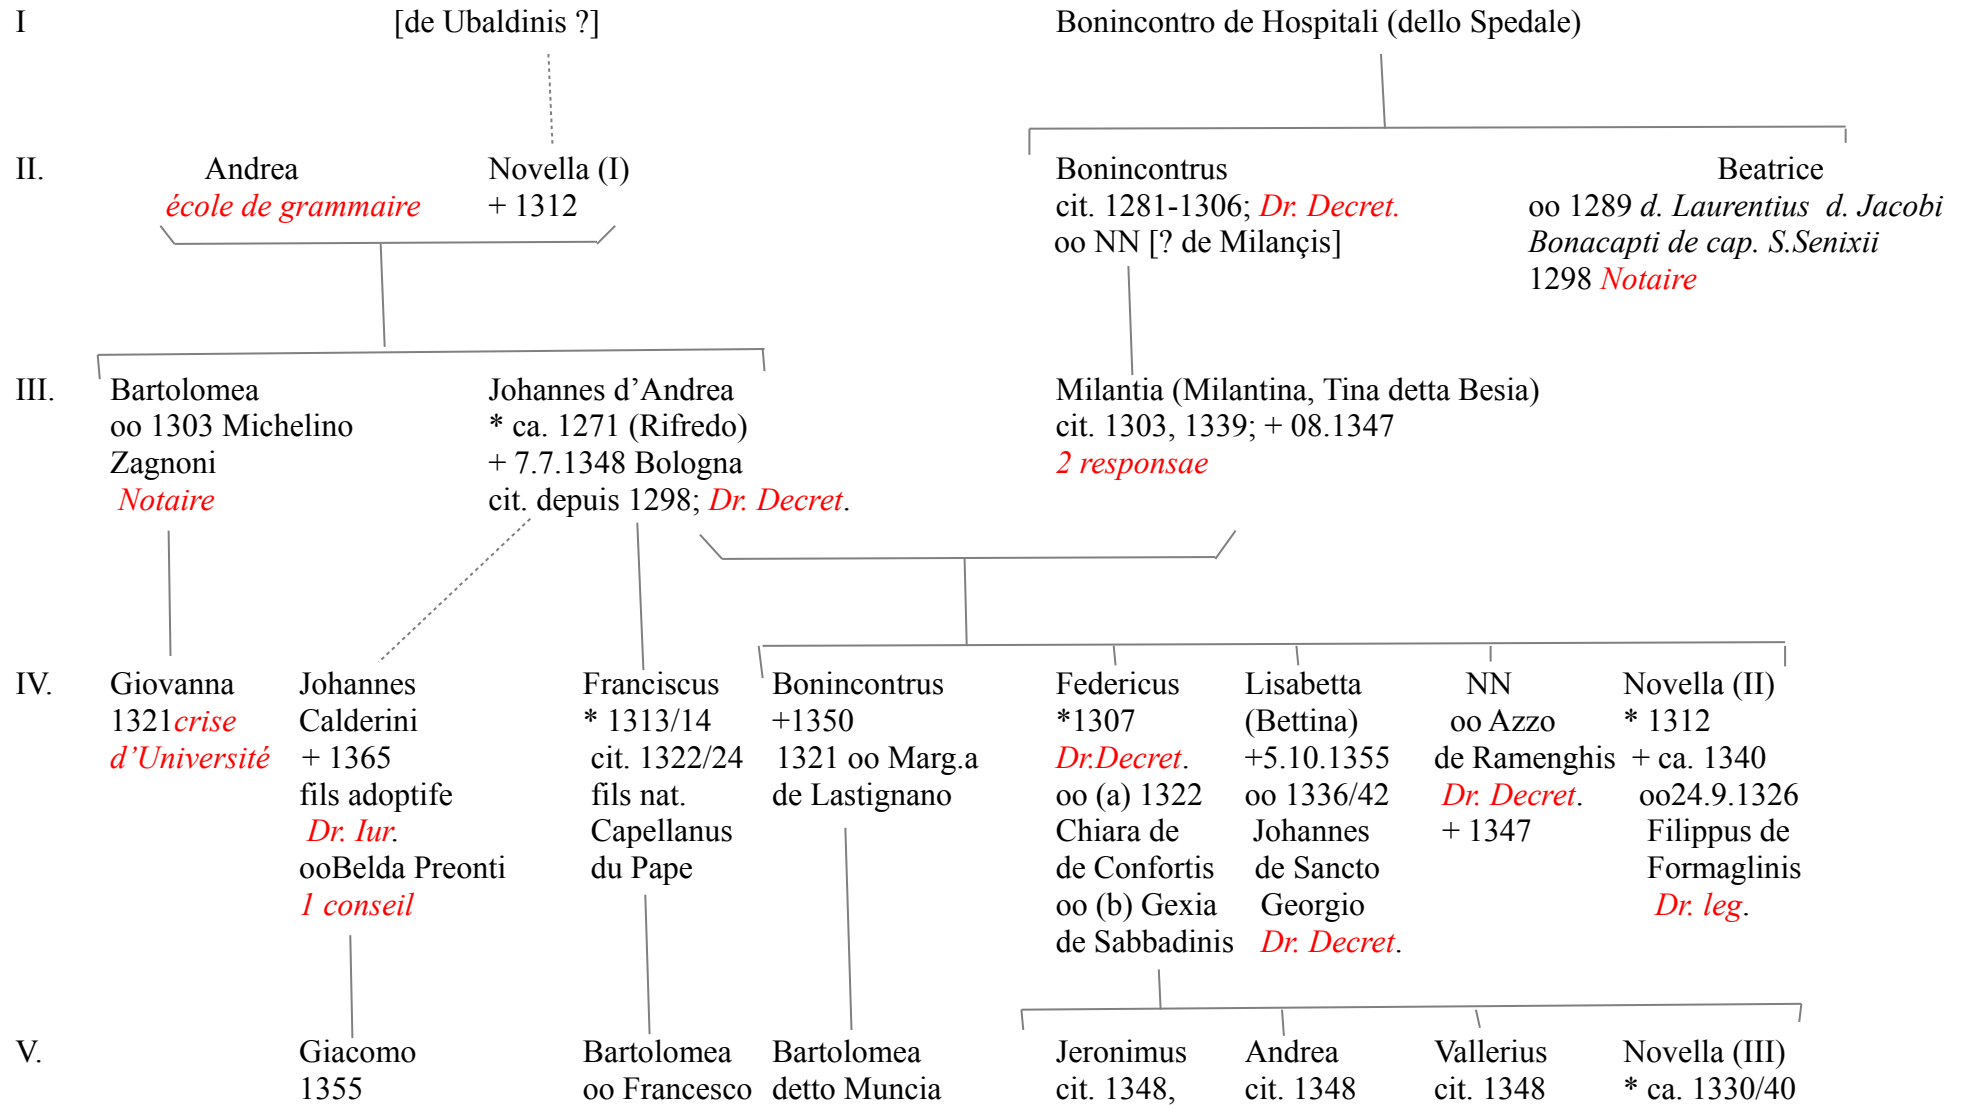 I
[de Ubaldinis ?]
Bonincontro de Hospitali (dello Spedale)
II.
Andrea
école de grammaire
Novella (I)
+ 1312
Bonincontrus
cit. 1281-1306; Dr. Decret.
oo NN [? de Milançis]
Beatrice
oo 1289 d. Laurentius d. Jacobi
Bonacapti de cap. S.Senixii
1298 Notaire
III.
Bartolomea
oo 1303 Michelino
Zagnoni
Notaire
Johannes d’Andrea
* ca. 1271 (Rifredo)
+ 7.7.1348 Bologna
cit. depuis 1298; Dr. Decret.
Milantia (Milantina, Tina detta Besia)
cit. 1303, 1339; + 08.1347
2 responsae
IV.
Giovanna
1321crise
d’Université
Johannes
Calderini
+ 1365
fils adoptife
Dr. Iur.
ooBelda Preonti
1 conseil
Franciscus
* 1313/14
cit. 1322/24
fils nat.
Capellanus
du Pape
Bonincontrus
+1350
1321 oo Marg.a
de Lastignano
Federicus
*1307
Dr.Decret.
oo (a) 1322
Chiara de
de Confortis
oo (b) Gexia
de Sabbadinis
Lisabetta
(Bettina)
+5.10.1355
oo 1336/42
Johannes
de Sancto
Georgio
Dr. Decret.
NN
oo Azzo
de Ramenghis
Dr. Decret.
+ 1347
Novella (II)
* 1312
+ ca. 1340
oo24.9.1326
Filippus de
Formaglinis
Dr. leg.
V.
Giacomo
1355
Bartolomea
oo Francesco
Bartolomea
detto Muncia
Jeronimus
cit. 1348,
Andrea
cit. 1348
Vallerius
cit. 1348
Novella (III)
* ca. 1330/40